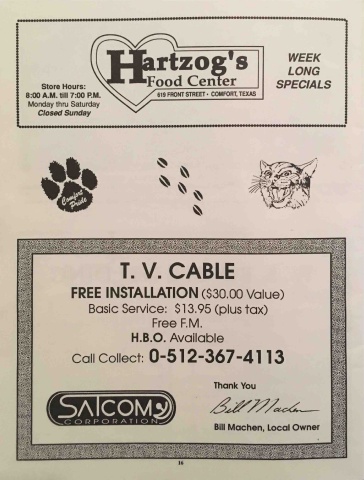 Hartzog's
Food Center
619 FRONT STREET • COMFORT, TEXAS
Store Hours:
8:00 A.M. till 7:00 P.M.
Monday thru Saturday
Closed Sunday
WEEK
LONG
SPECIALS
Comfort
Pride
T. V. CABLE
FREE INSTALLATION ($30.00 Value)
Basic Service: $13.95 (plus tax)
Free F.M.
H.B.O. Available
Call Collect: 0-512-367-4113
SATCOM
CORPORATION
Thank You
Bill Machen
Bill Machen, Local Owner
16